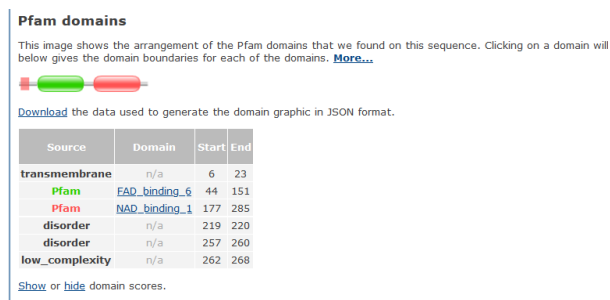 Pfam domains
This image shows the arrangement of the Pfam domains that we found on this sequence. Clicking on a domain will
below gives the domain boundaries for each of the domains. More...
Download the data used to generate the domain graphic in JSON format.
Source Domain Start End
transmembrane n/a 6 23
Pfam FAD_binding_6 44 151
Pfam NAD_binding_1 177 285
disorder n/a 219 220
disorder n/a 257 260
low_complexity n/a 262 268
Show or hide domain scores.